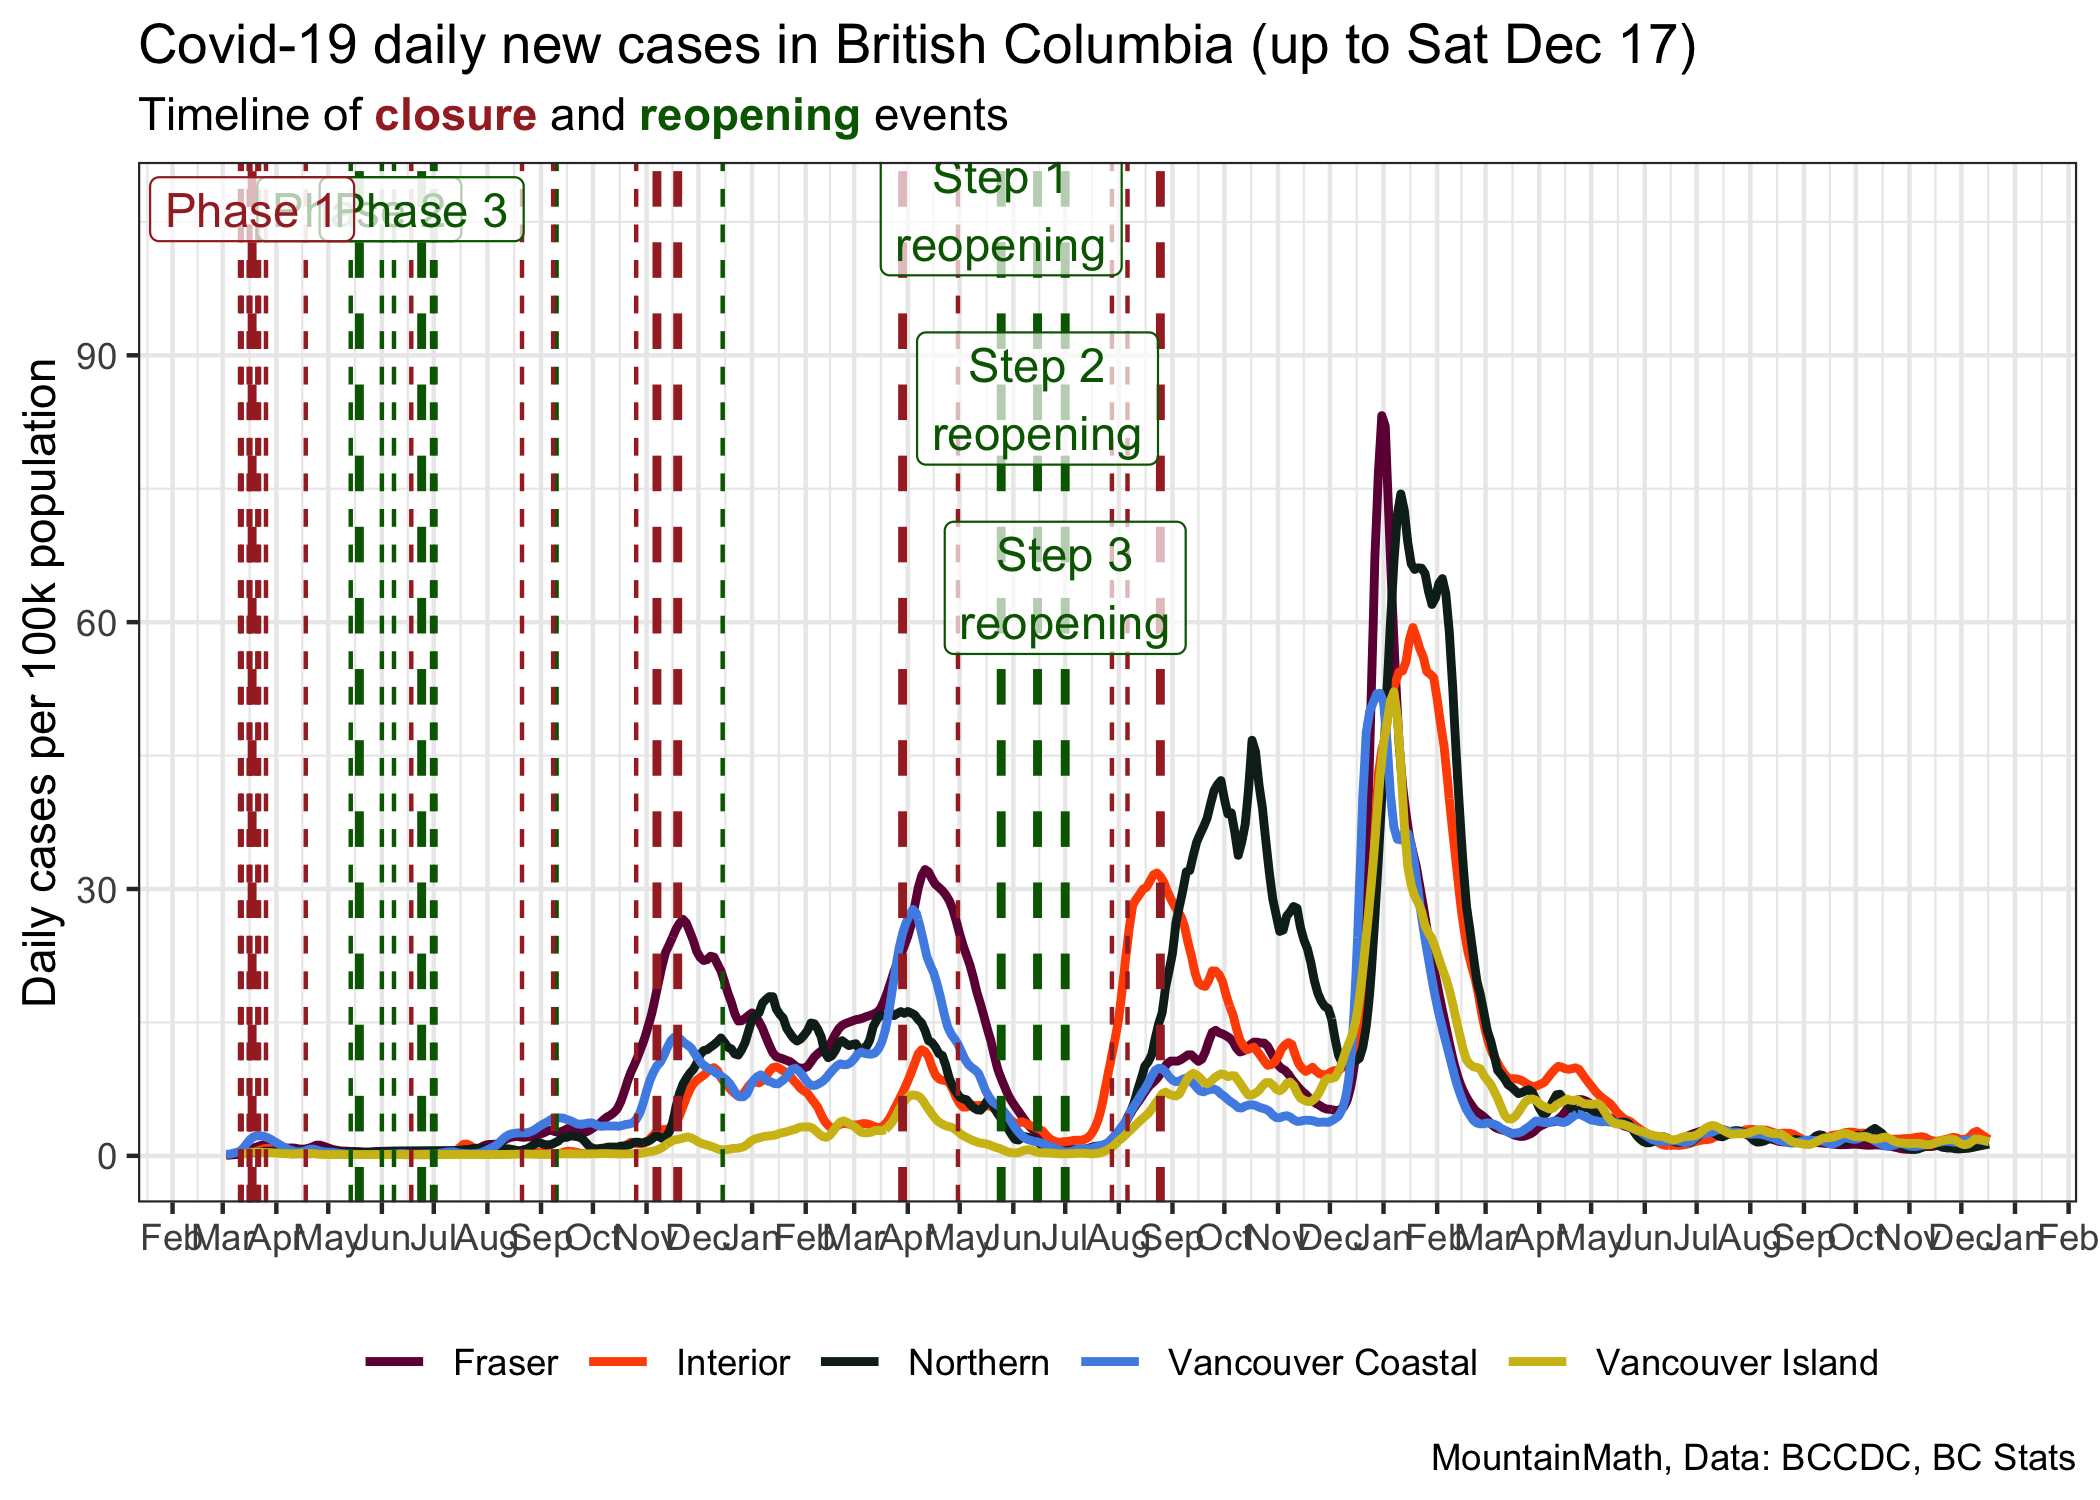 Covid-19 daily new cases in British Columbia (up to Sat Dec 17)
Timeline of closure and reopening events
Phase 1
Phase 3
Step 1
reopening
Step 2
reopening
Step 3
reopening
Daily cases per 100k population
90
60
30
0
Feb Mar Apr May Jun Jul Aug Sep Oct Nov Dec Jan Feb Mar Apr May Jun Jul Aug Sep Oct Nov Dec Jan Feb Mar Apr May Jun Jul Aug Sep Oct Nov Dec Jan Feb
Fraser Interior Northern Vancouver Coastal Vancouver Island
MountainMath, Data: BCCDC, BC Stats